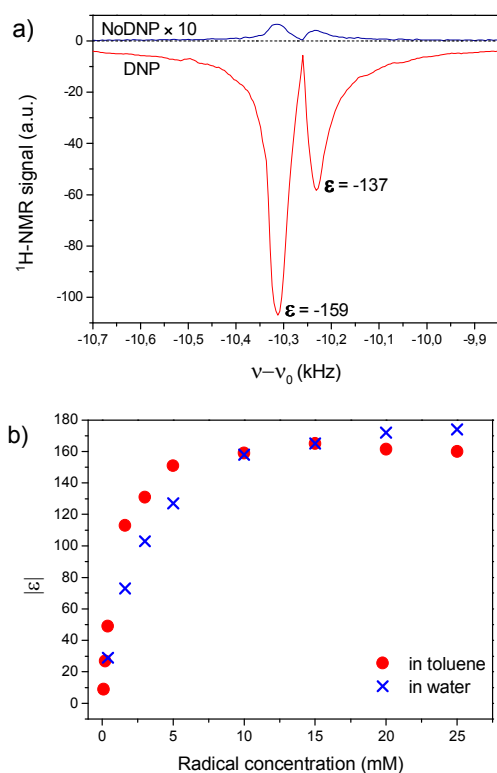 a)
NoDNP × 10
DNP
0
-20
-40
-60
-80
-100
¹H-NMR signal (a.u.)
ε = -137
ε = -159
-10,7 -10,6 -10,5 -10,4 -10,3 -10,2 -10,1 -10,0 -9,9
ν−ν₀ (kHz)
b)
180
160
140
120
100
80
60
40
20
0
|ε|
in toluene
in water
0 5 10 15 20 25
Radical concentration (mM)